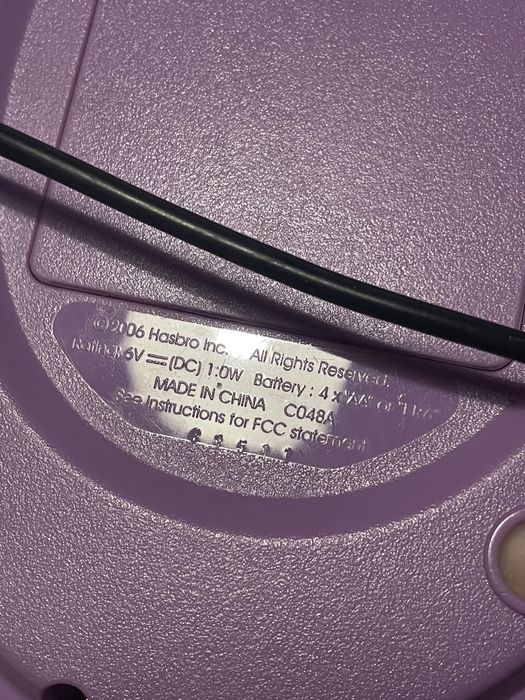 ©2006 Hasbro Inc. All Rights Reserved.
Rating: 6V ⎓ (DC) 1.0W Battery : 4 x "AA" or "LR6"
MADE IN CHINA C048A
See Instructions for FCC statement